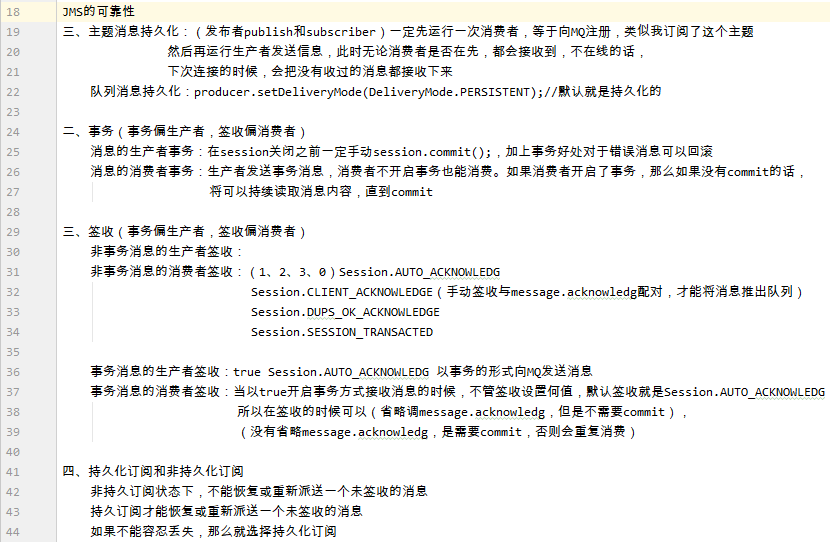 18 JMS的可靠性
19 三、主题消息持久化：（发布者publish和subscriber）一定先运行一次消费者，等于向MQ注册，类似我订阅了这个主题
20 然后再运行生产者发送信息，此时无论消费者是否在先，都会接收到，不在线的话，
21 下次连接的时候，会把没有收过的消息都接收下来
22 队列消息持久化：producer.setDeliveryMode(DeliveryMode.PERSISTENT);//默认就是持久化的
23
24 二、事务（事务偏生产者，签收偏消费者）
25 消息的生产者事务：在session关闭之前一定手动session.commit();，加上事务好处对于错误消息可以回滚
26 消息的消费者事务：生产者发送事务消息，消费者不开启事务也能消费。如果消费者开启了事务，那么如果没有commit的话，
27 将可以持续读取消息内容，直到commit
28
29 三、签收（事务偏生产者，签收偏消费者）
30 非事务消息的生产者签收：
31 非事务消息的消费者签收：（1、2、3、0）Session.AUTO_ACKNOWLEDG
32 Session.CLIENT_ACKNOWLEDGE（手动签收与message.acknowledg配对，才能将消息推出队列）
33 Session.DUPS_OK_ACKNOWLEDGE
34 Session.SESSION_TRANSACTED
35
36 事务消息的生产者签收：true Session.AUTO_ACKNOWLEDG 以事务的形式向MQ发送消息
37 事务消息的消费者签收：当以true开启事务方式接收消息的时候，不管签收设置何值，默认签收就是Session.AUTO_ACKNOWLEDG
38 所以在签收的时候可以（省略调message.acknowledg，但是不需要commit），
39 （没有省略message.acknowledg，是需要commit，否则会重复消费）
40
41 四、持久化订阅和非持久化订阅
42 非持久订阅状态下，不能恢复或重新派送一个未签收的消息
43 持久订阅才能恢复或重新派送一个未签收的消息
44 如果不能容忍丢失，那么就选择持久化订阅